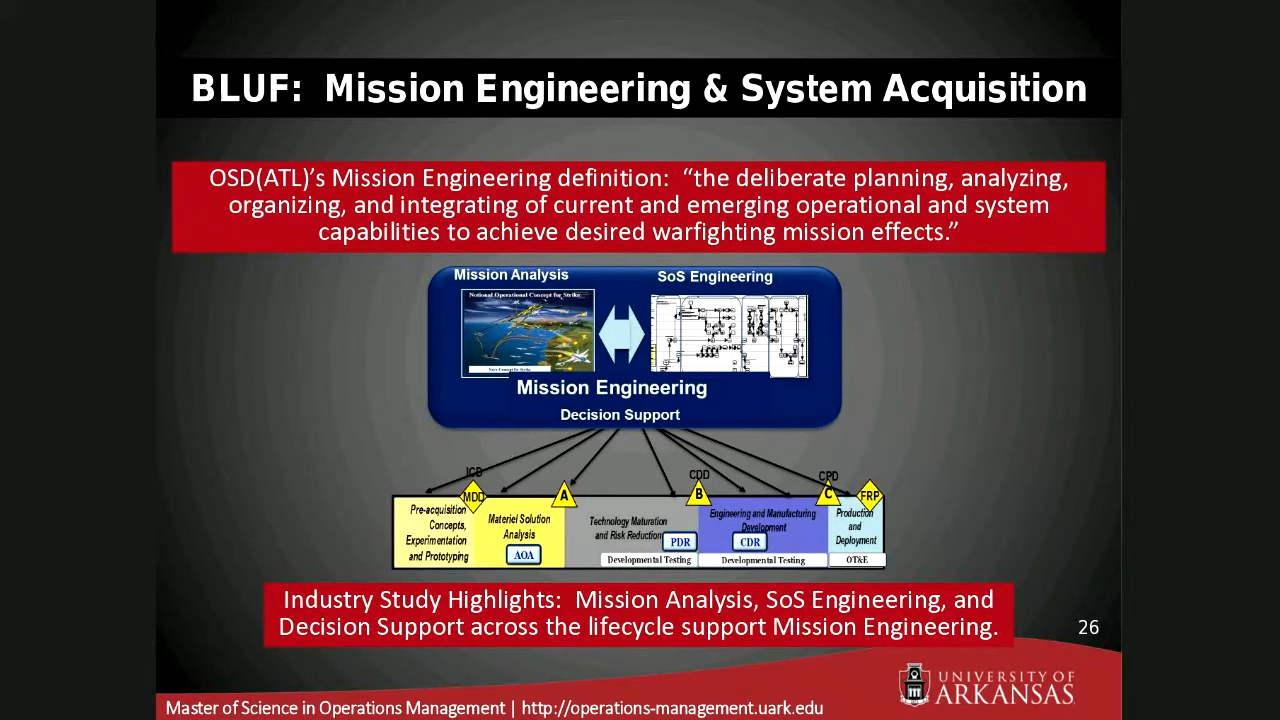 BLUF: Mission Engineering & System Acquisition
OSD(ATL)'s Mission Engineering definition: “the deliberate planning, analyzing,
organizing, and integrating of current and emerging operational and system
capabilities to achieve desired warfighting mission effects.”
Mission Analysis
SoS Engineering
Notional Operational Concept for Strike
Mission Engineering
Decision Support
ICD
CDD
CPD
MDD
A
B
C
FRP
Pre-acquisition
Concepts,
Experimentation
and Prototyping
Materiel Solution
Analysis
AOA
Technology Maturation
and Risk Reduction
PDR
Developmental Testing
Engineering and Manufacturing
Development
CDR
Developmental Testing
Production
and
Deployment
OT&E
Industry Study Highlights: Mission Analysis, SoS Engineering, and
Decision Support across the lifecycle support Mission Engineering.
26
UNIVERSITY OF
ARKANSAS
Master of Science in Operations Management | http://operations-management.uark.edu